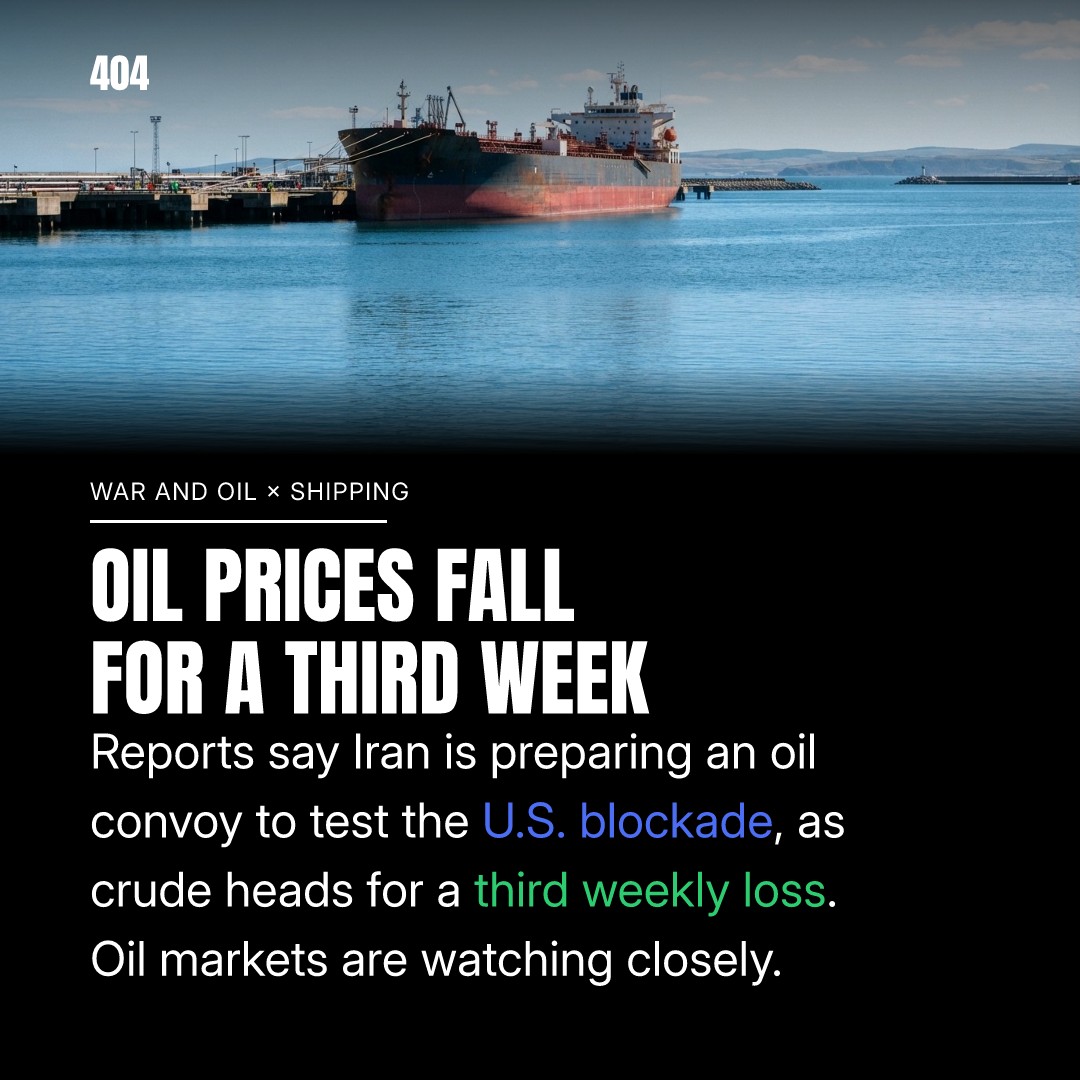 404
WAR AND OIL × SHIPPING
OIL PRICES FALL
FOR A THIRD WEEK
Reports say Iran is preparing an oil
convoy to test the U.S. blockade, as
crude heads for a third weekly loss.
Oil markets are watching closely.